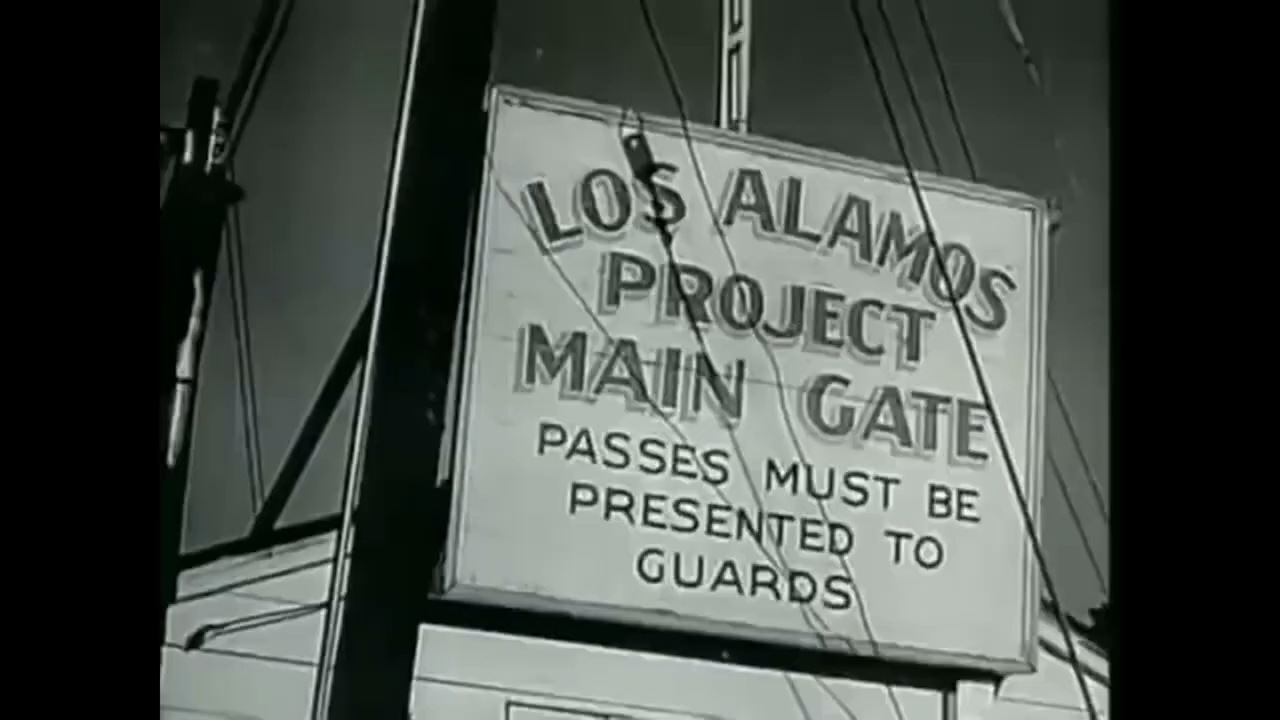 LOS ALAMOS
PROJECT
MAIN GATE
PASSES MUST BE
PRESENTED TO
GUARDS